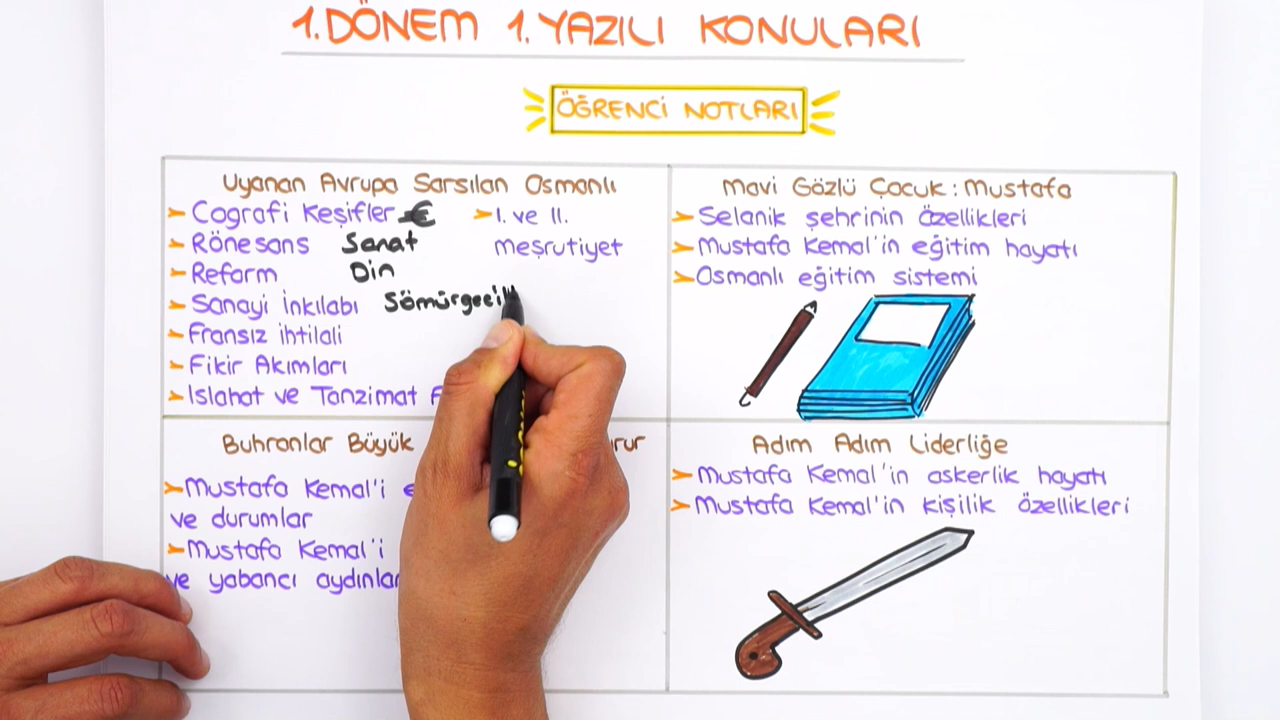 1. DÖNEM 1. YAZILI KONULARI
ÖĞRENCİ NOTLARI
Uyanan Avrupa Sarsılan Osmanlı
➤ Cografi Keşifler €
➤ Rönesans Sanat
➤ Reform Din
➤ Sanayi İnkılabı
➤ Fransız ihtilali
➤ Fikir Akımları
➤ Islahat ve Tanzimat
➤ I. ve II.
meşrutiyet
Mavi Gözlü Çocuk : Mustafa
➤ Selanik şehrinin özellikleri
➤ Mustafa Kemal'in eğitim hayatı
➤ Osmanlı eğitim sistemi
Buhranlar Büyük
➤ Mustafa Kemal'i
ve durumlar
➤ Mustafa Kemal'i
ve yabancı aydınlar
Adım Adım Liderliğe
➤ Mustafa Kemal'in askerlik hayatı
➤ Mustafa Kemal'in kişilik özellikleri